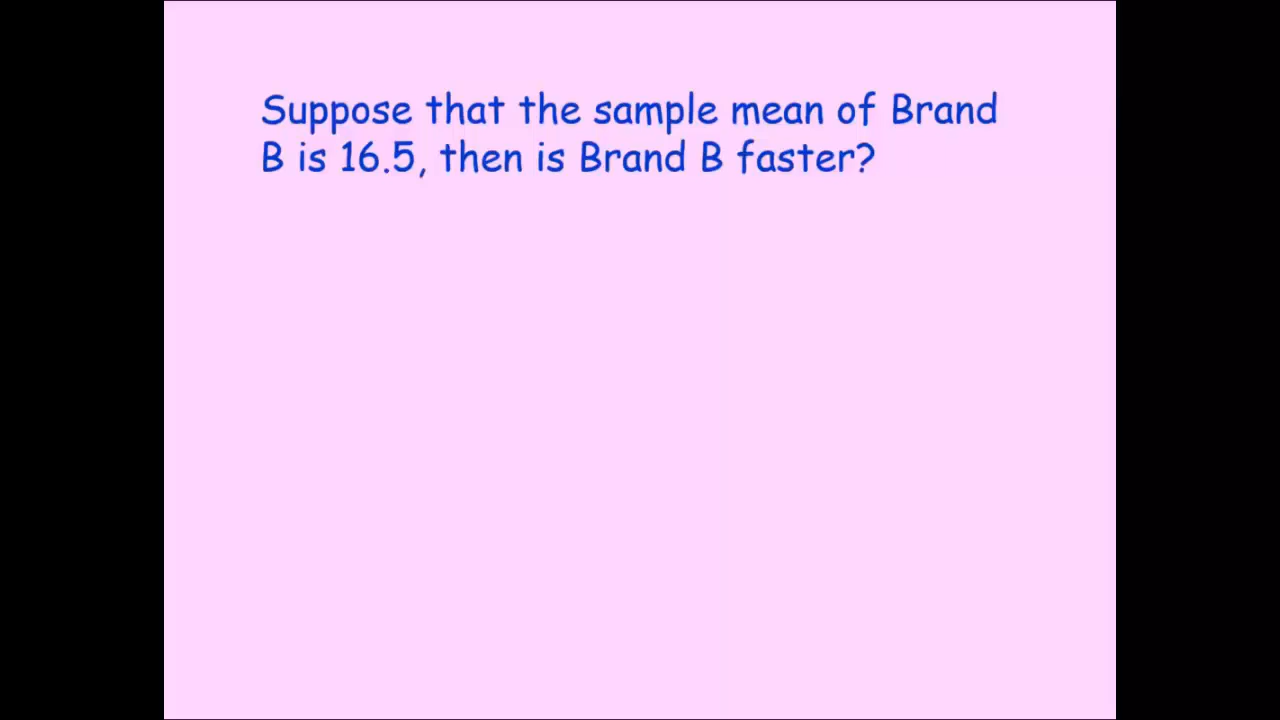 Suppose that the sample mean of Brand
B is 16.5, then is Brand B faster?